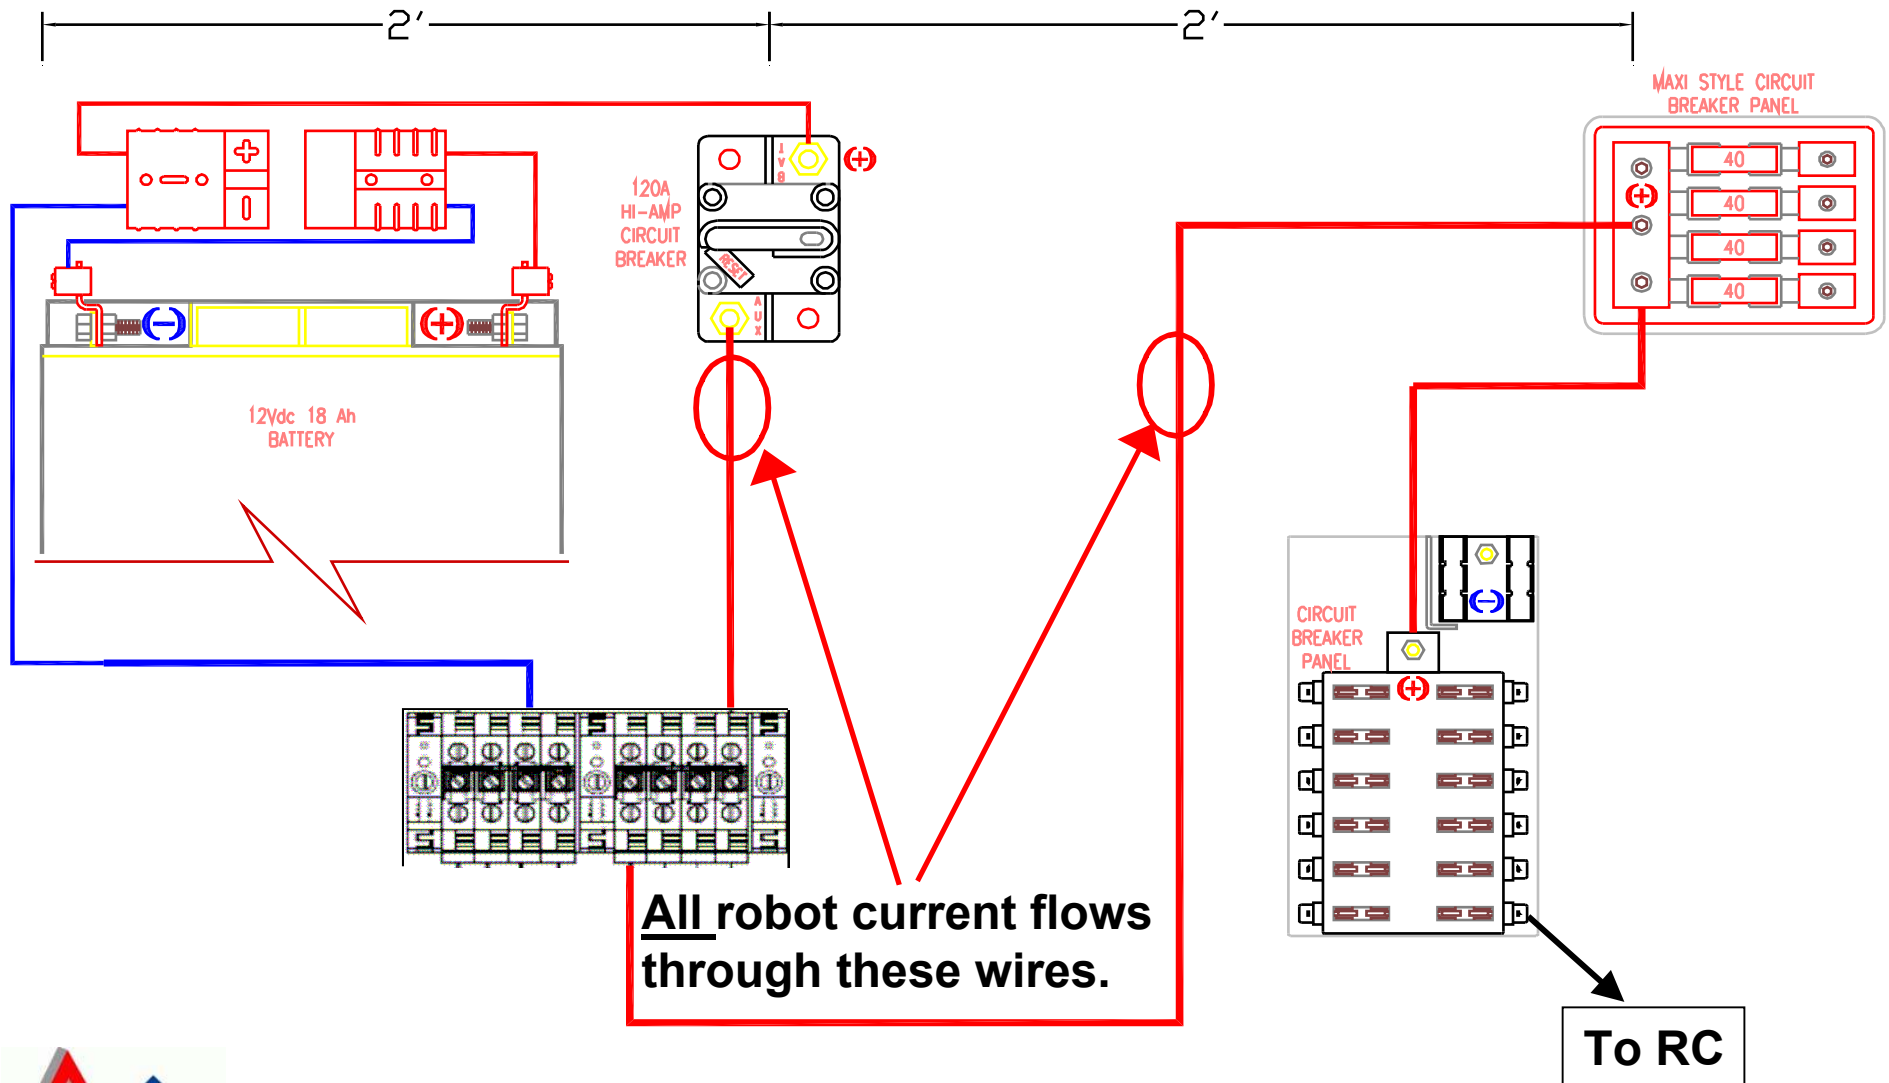 2'
2'
MAXI STYLE CIRCUIT
BREAKER PANEL
40
40
40
40
120A
HI-AMP
CIRCUIT
BREAKER
RESET
AUX
12Vdc 18 Ah
BATTERY
CIRCUIT
BREAKER
PANEL
All robot current flows
through these wires.
To RC